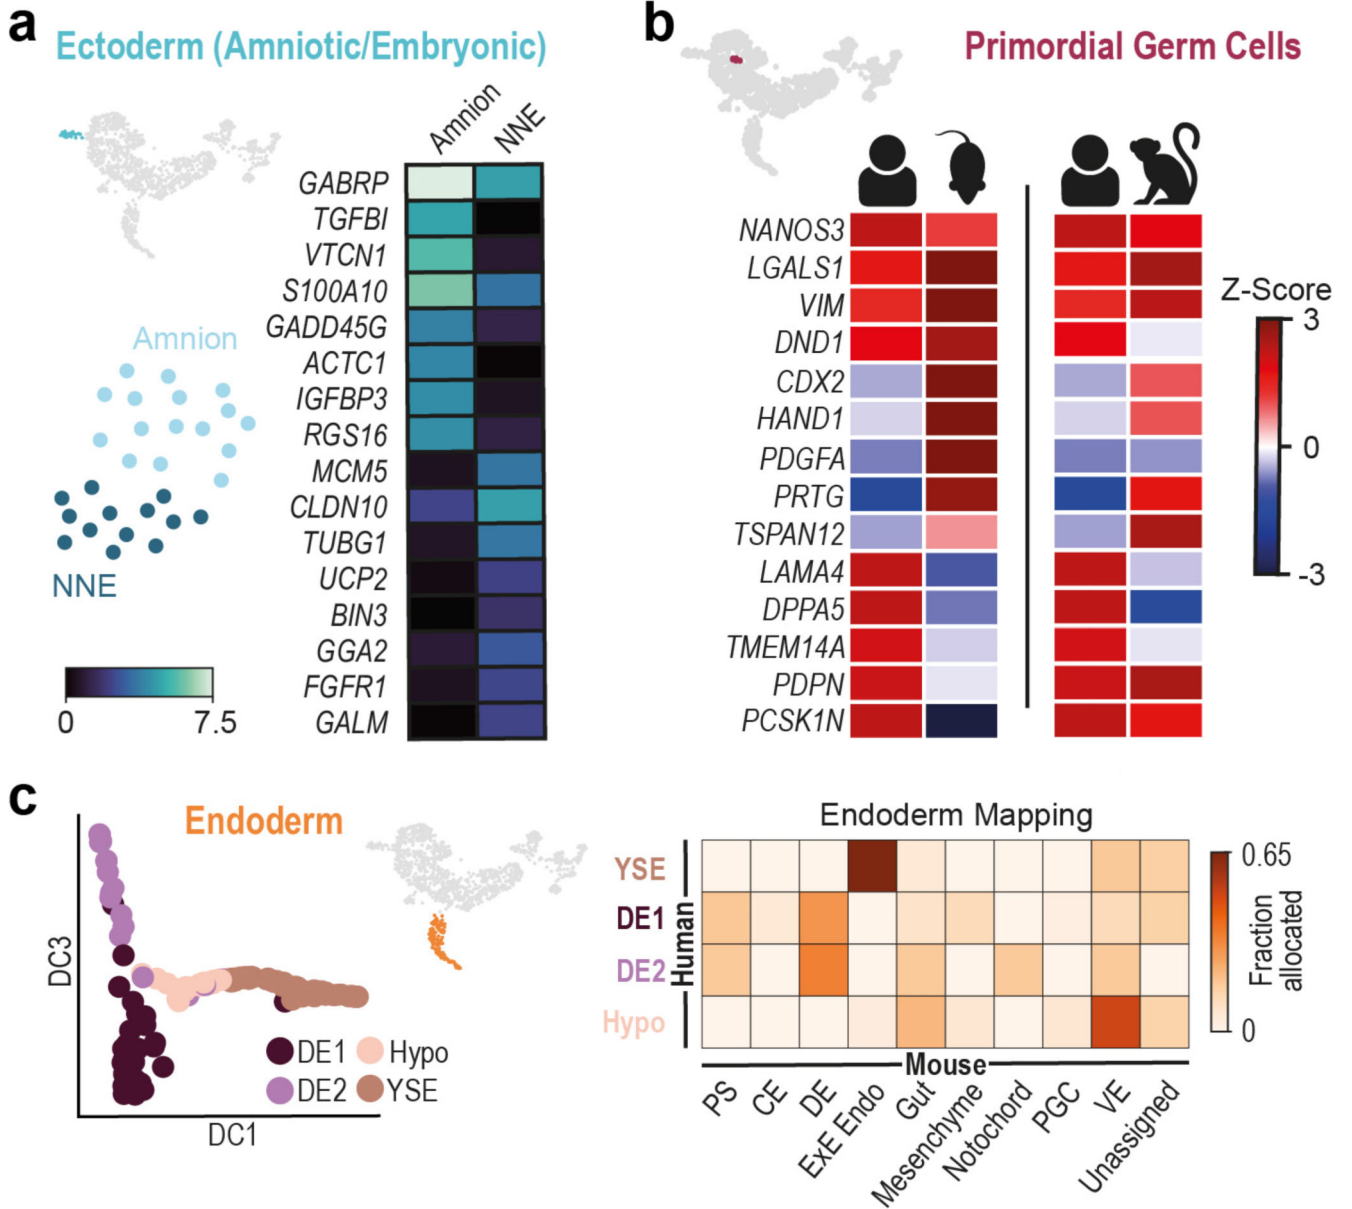 a
Ectoderm (Amniotic/Embryonic)
Amnion
NNE
GABRP
TGFBI
VTCN1
S100A10
GADD45G
ACTC1
IGFBP3
RGS16
MCM5
CLDN10
TUBG1
UCP2
BIN3
GGA2
FGFR1
GALM
Amnion
NNE
0
7.5
b
Primordial Germ Cells
NANOS3
LGALS1
VIM
DND1
CDX2
HAND1
PDGFA
PRTG
TSPAN12
LAMA4
DPPA5
TMEM14A
PDPN
PCSK1N
Z-Score
3
0
-3
c
Endoderm
DC3
DC1
DE1
Hypo
DE2
YSE
Endoderm Mapping
YSE
DE1
DE2
Hypo
Human
Mouse
PS
CE
DE
ExE Endo
Gut
Mesenchyme
Notochord
PGC
VE
Unassigned
0.65
0
Fraction
allocated